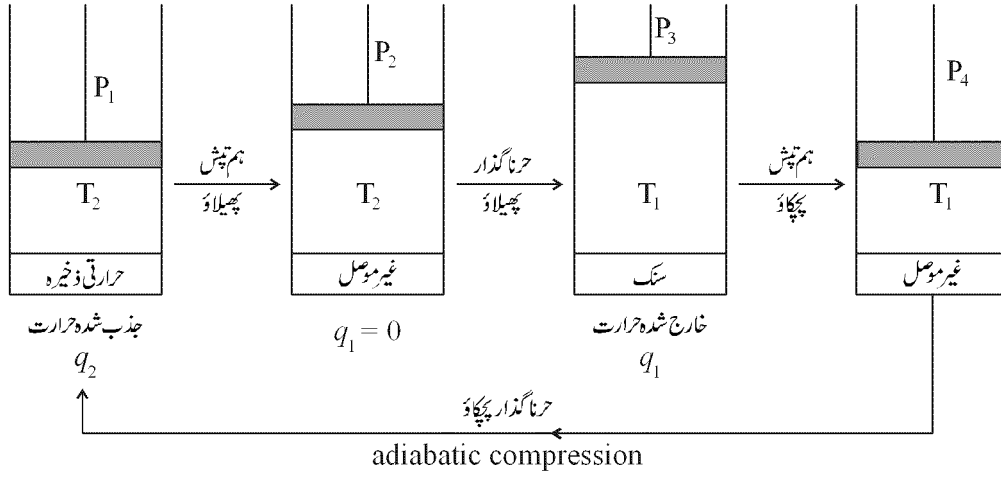 P₁
P₂
P₃
P₄
ہم تپش
پھیلاؤ
حرنا گذار
پھیلاؤ
ہم تپش
پچکاؤ
T₂
T₂
T₁
T₁
حرارتی ذخیرہ
غیر موصل
سنک
غیر موصل
جذب شدہ حرارت
q₂
q₁ = 0
خارج شدہ حرارت
q₁
حرنا گذار پچکاؤ
adiabatic compression